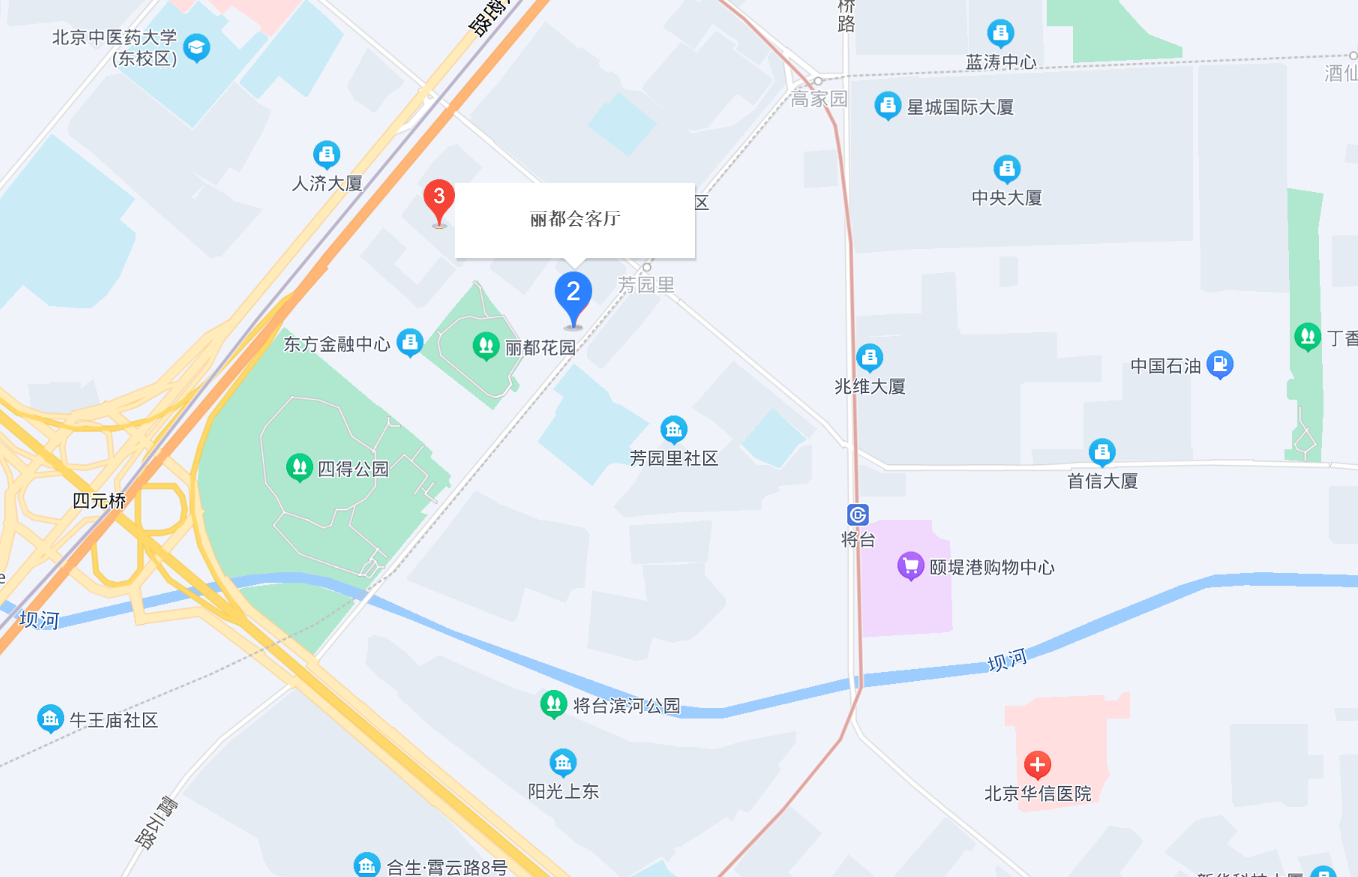 桥路
北京中医药大学
(东校区)
蓝涛中心
酒仙
高家园
星城国际大厦
人济大厦
中央大厦
3
丽都会客厅
区
芳园里
2
东方金融中心
丽都花园
丁香
中国石油
兆维大厦
芳园里社区
四得公园
首信大厦
四元桥
将台
颐堤港购物中心
e
坝河
坝河
将台滨河公园
牛王庙社区
阳光上东
北京华信医院
霄云路
合生·霄云路8号